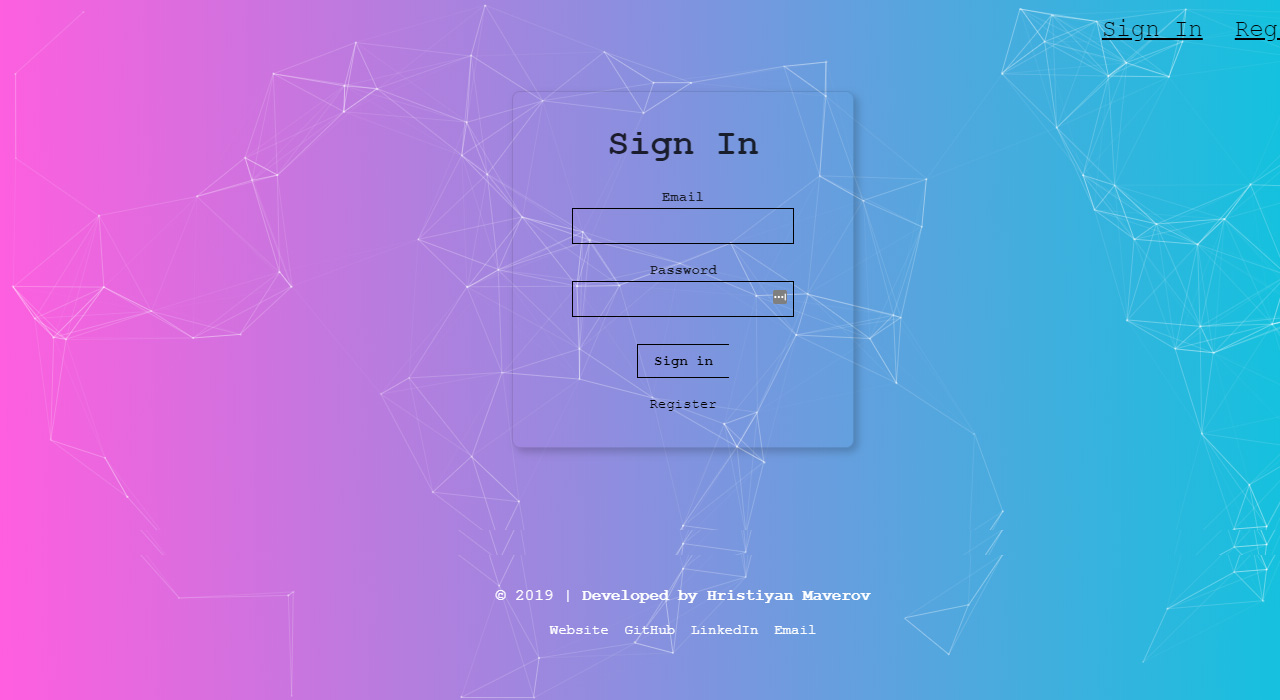 Sign In Reg
Sign In
Email
Password
Sign in
Register
© 2019 | Developed by Hristiyan Maverov
Website GitHub LinkedIn Email